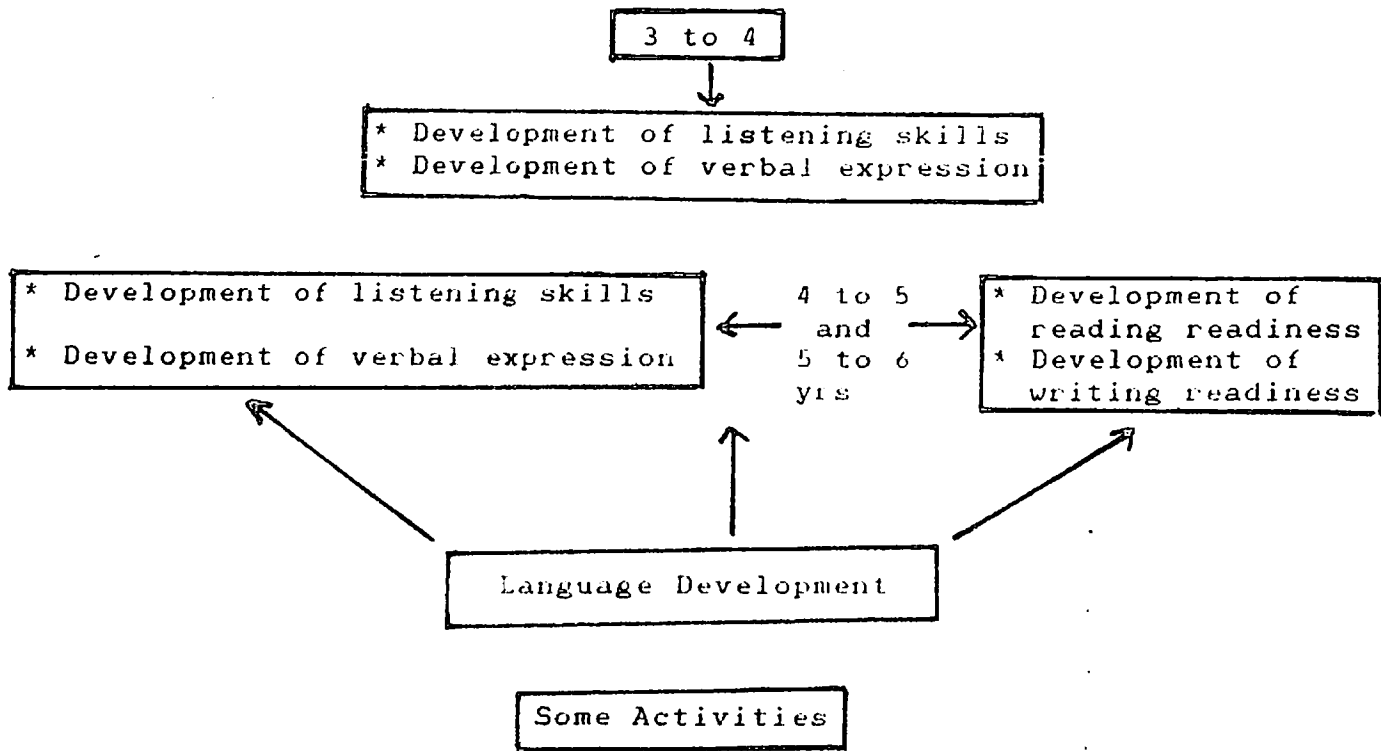 3 to 4
* Development of listening skills
* Development of verbal expression
* Development of listening skills
* Development of verbal expression
4 to 5
and
5 to 6
yrs
* Development of
reading readiness
* Development of
writing readiness
Language Development
Some Activities